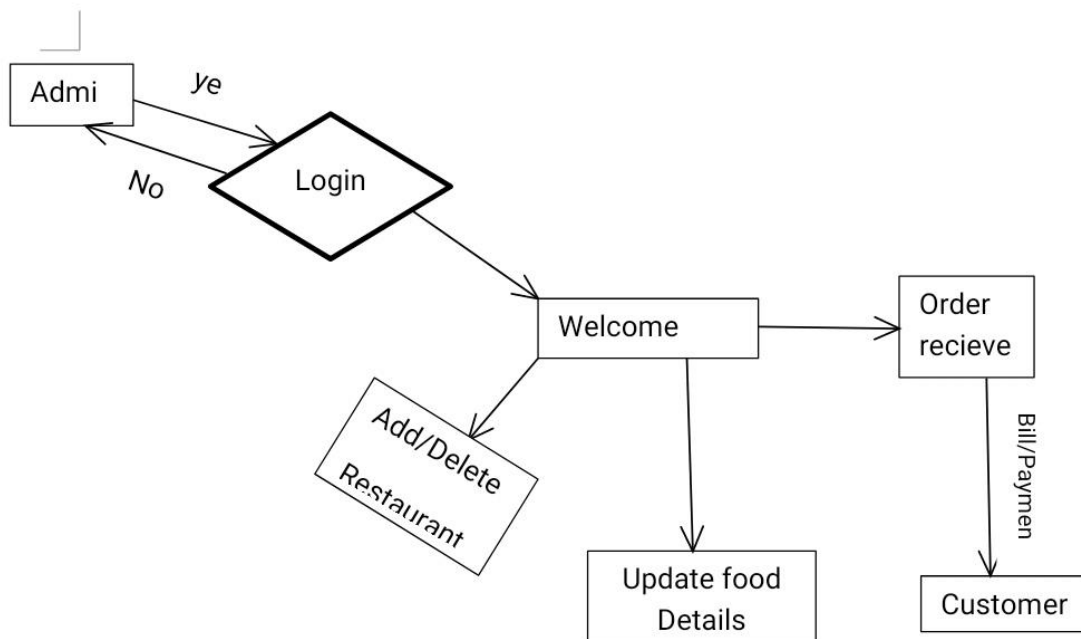 Admi
ye
No
Login
Welcome
Order
recieve
Add/Delete
Restaurant
Bill/Paymen
Update food
Details
Customer